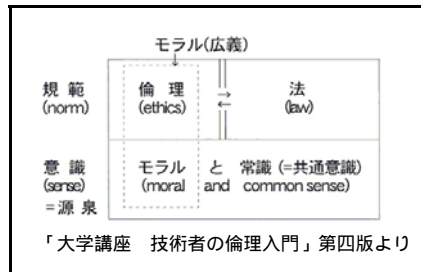 モラル(広義)
規 範 倫 理 → 法
(norm) (ethics) ← (law)
意 識 モラル と 常識 (=共通意識)
(sense) (moral and common sense)
=源 泉
「大学講座 技術者の倫理入門」第四版より